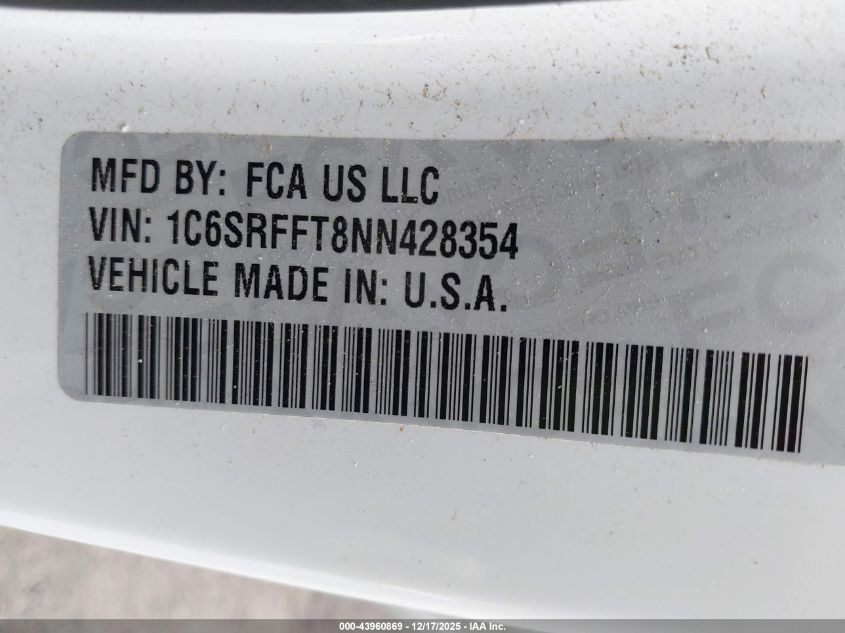 MFD BY: FCA US LLC
VIN: 1C6SRFFT8NN428354
VEHICLE MADE IN: U.S.A.
000-43960869 - 12/17/2025 - IAA Inc.